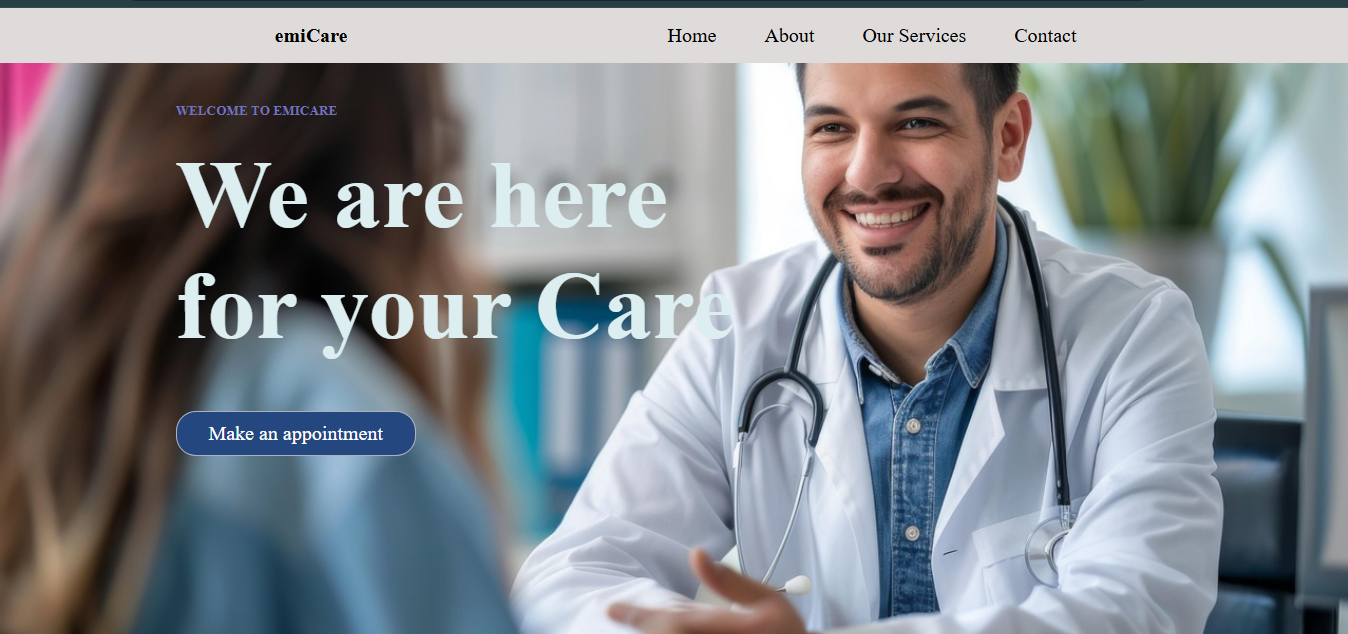 emiCare Home About Our Services Contact
WELCOME TO EMICARE
We are here
for your Care
Make an appointment